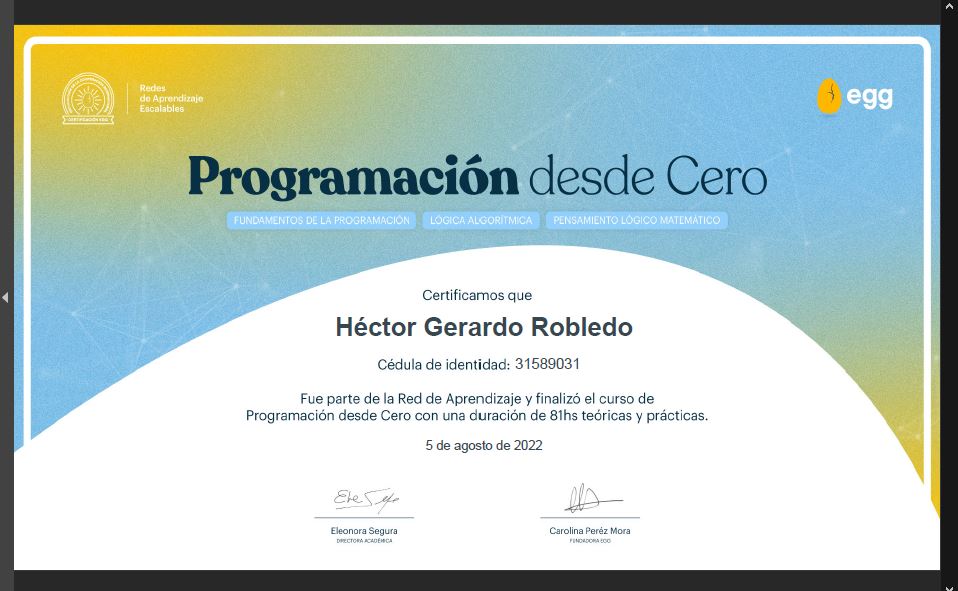 Redes
de Aprendizaje
Escalables
CERTIFICACIÓN EGG
egg
Programación desde Cero
FUNDAMENTOS DE LA PROGRAMACIÓN LÓGICA ALGORÍTMICA PENSAMIENTO LÓGICO MATEMÁTICO
Certificamos que
Héctor Gerardo Robledo
Cédula de identidad: 31589031
Fue parte de la Red de Aprendizaje y finalizó el curso de
Programación desde Cero con una duración de 81hs teóricas y prácticas.
5 de agosto de 2022
Eleonora Segura
DIRECTORA ACADÉMICA
Carolina Peréz Mora
FUNDADORA EGG